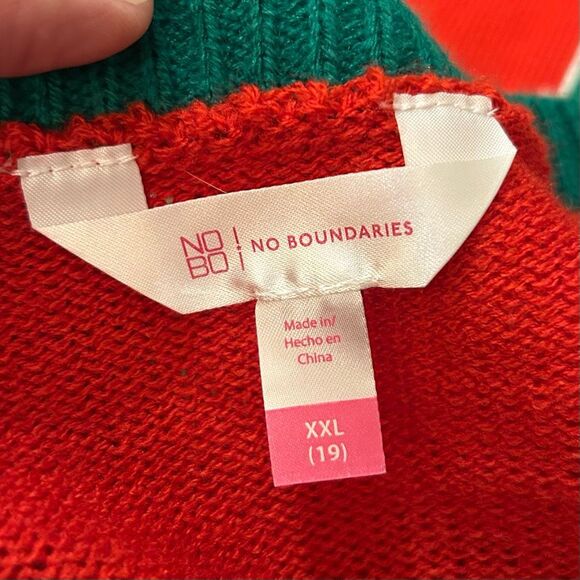 NO
BO
NO BOUNDARIES
Made in/
Hecho en
China
XXL
(19)